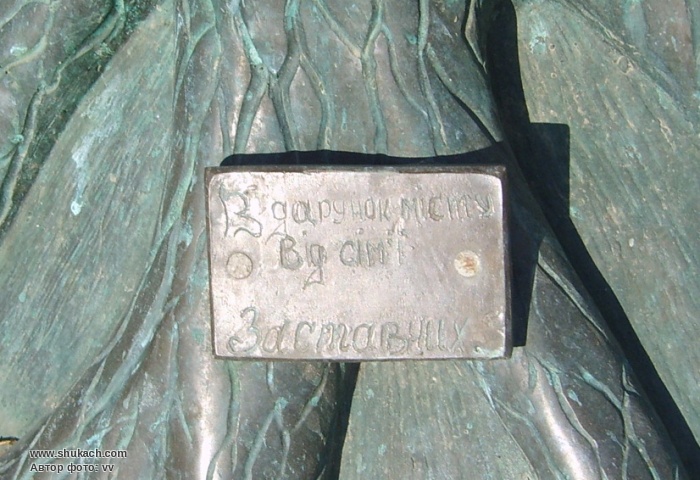 В дарунок місту
Від сім'ї
Заставних
www.shukach.com
Автор фото: vv